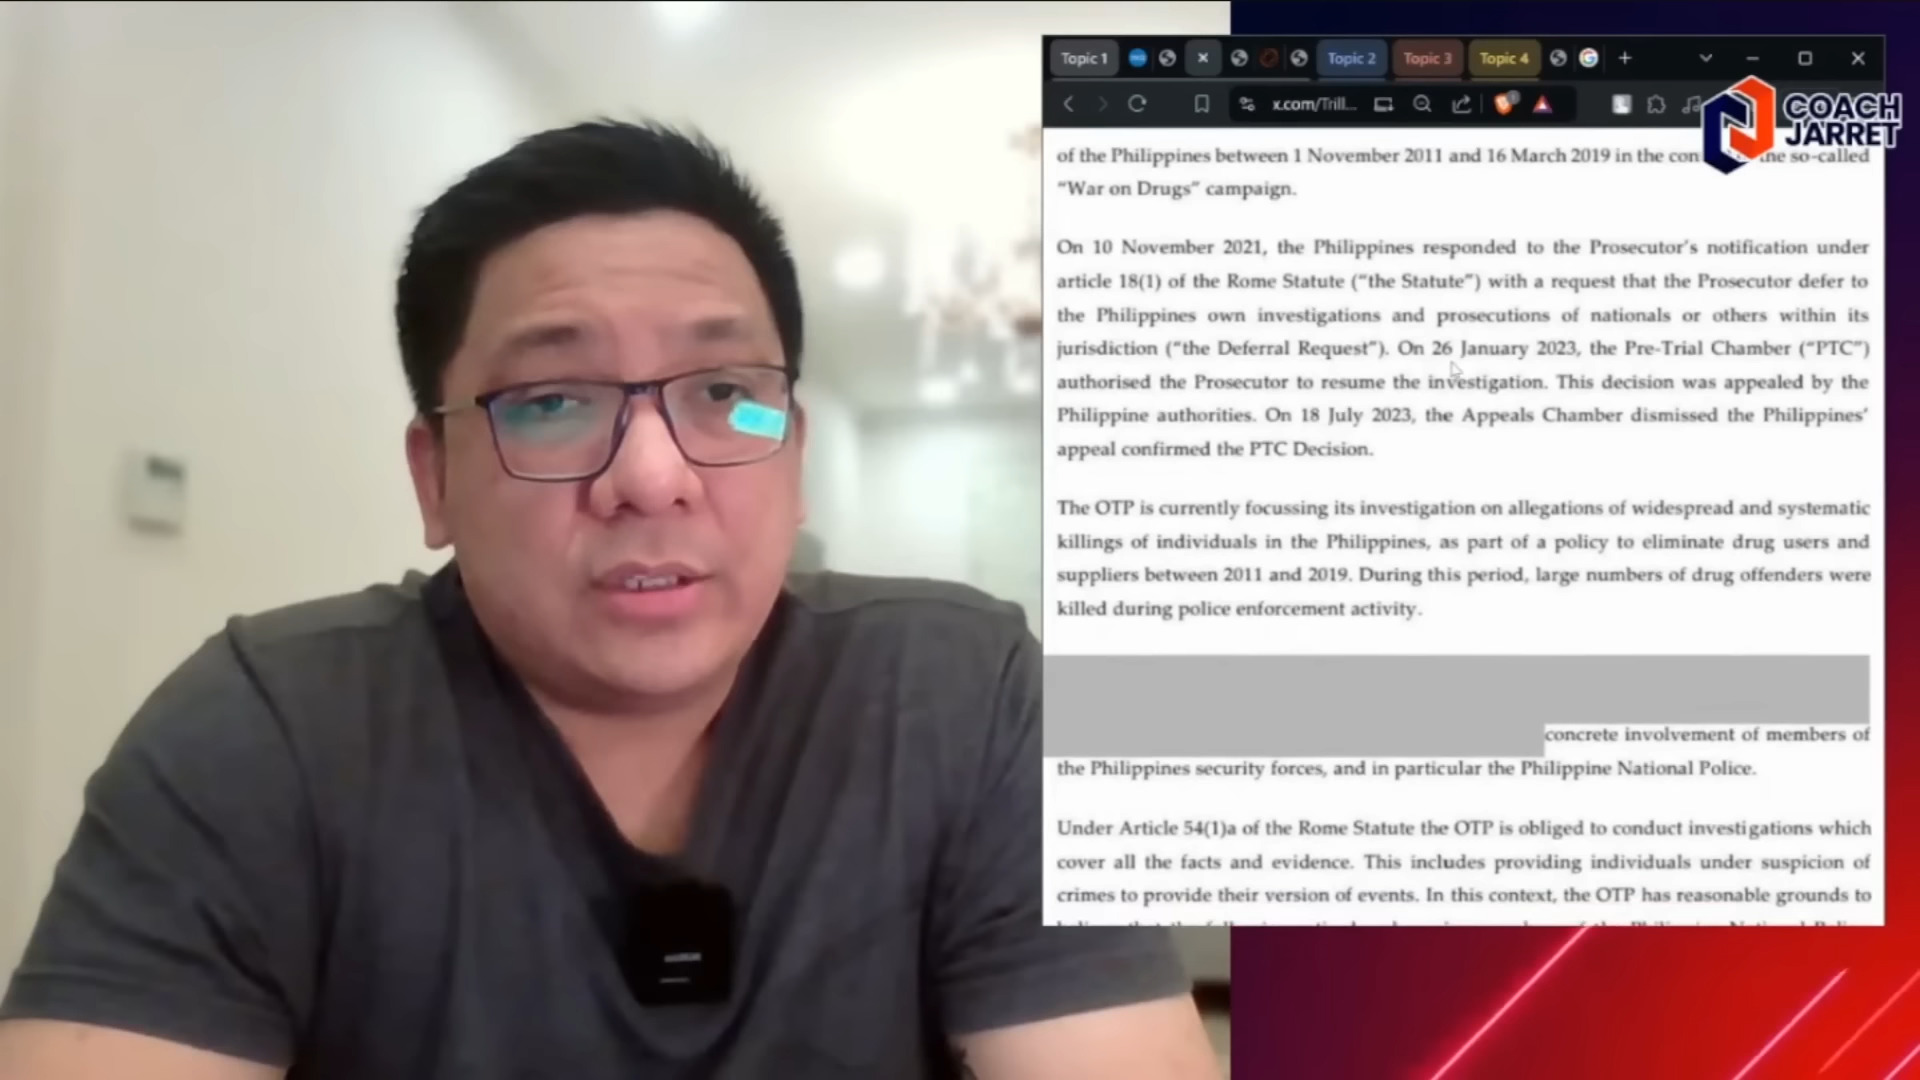 Topic 1
Topic 2
Topic 3
Topic 4
x.com/Trill...
COACH
JARRET
of the Philippines between 1 November 2011 and 16 March 2019 in the con the so-called
“War on Drugs” campaign.
On 10 November 2021, the Philippines responded to the Prosecutor’s notification under
article 18(1) of the Rome Statute (“the Statute”) with a request that the Prosecutor defer to
the Philippines own investigations and prosecutions of nationals or others within its
jurisdiction (“the Deferral Request”). On 26 January 2023, the Pre-Trial Chamber (“PTC”)
authorised the Prosecutor to resume the investigation. This decision was appealed by the
Philippine authorities. On 18 July 2023, the Appeals Chamber dismissed the Philippines’
appeal confirmed the PTC Decision.
The OTP is currently focussing its investigation on allegations of widespread and systematic
killings of individuals in the Philippines, as part of a policy to eliminate drug users and
suppliers between 2011 and 2019. During this period, large numbers of drug offenders were
killed during police enforcement activity.
concrete involvement of members of
the Philippines security forces, and in particular the Philippine National Police.
Under Article 54(1)a of the Rome Statute the OTP is obliged to conduct investigations which
cover all the facts and evidence. This includes providing individuals under suspicion of
crimes to provide their version of events. In this context, the OTP has reasonable grounds to